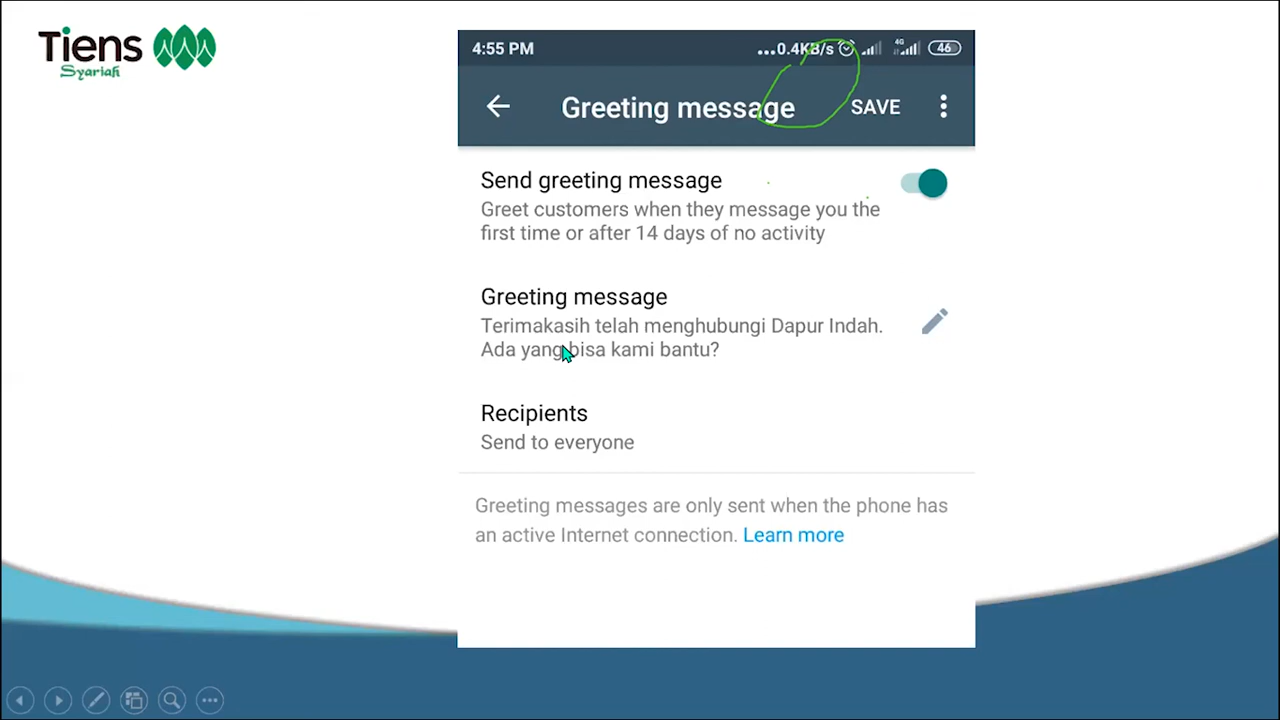 Tiens
Syariah
4:55 PM
...0.4KB/s
4G
46
Greeting message
SAVE
Send greeting message
Greet customers when they message you the
first time or after 14 days of no activity
Greeting message
Terimakasih telah menghubungi Dapur Indah.
Ada yang bisa kami bantu?
Recipients
Send to everyone
Greeting messages are only sent when the phone has
an active Internet connection. Learn more